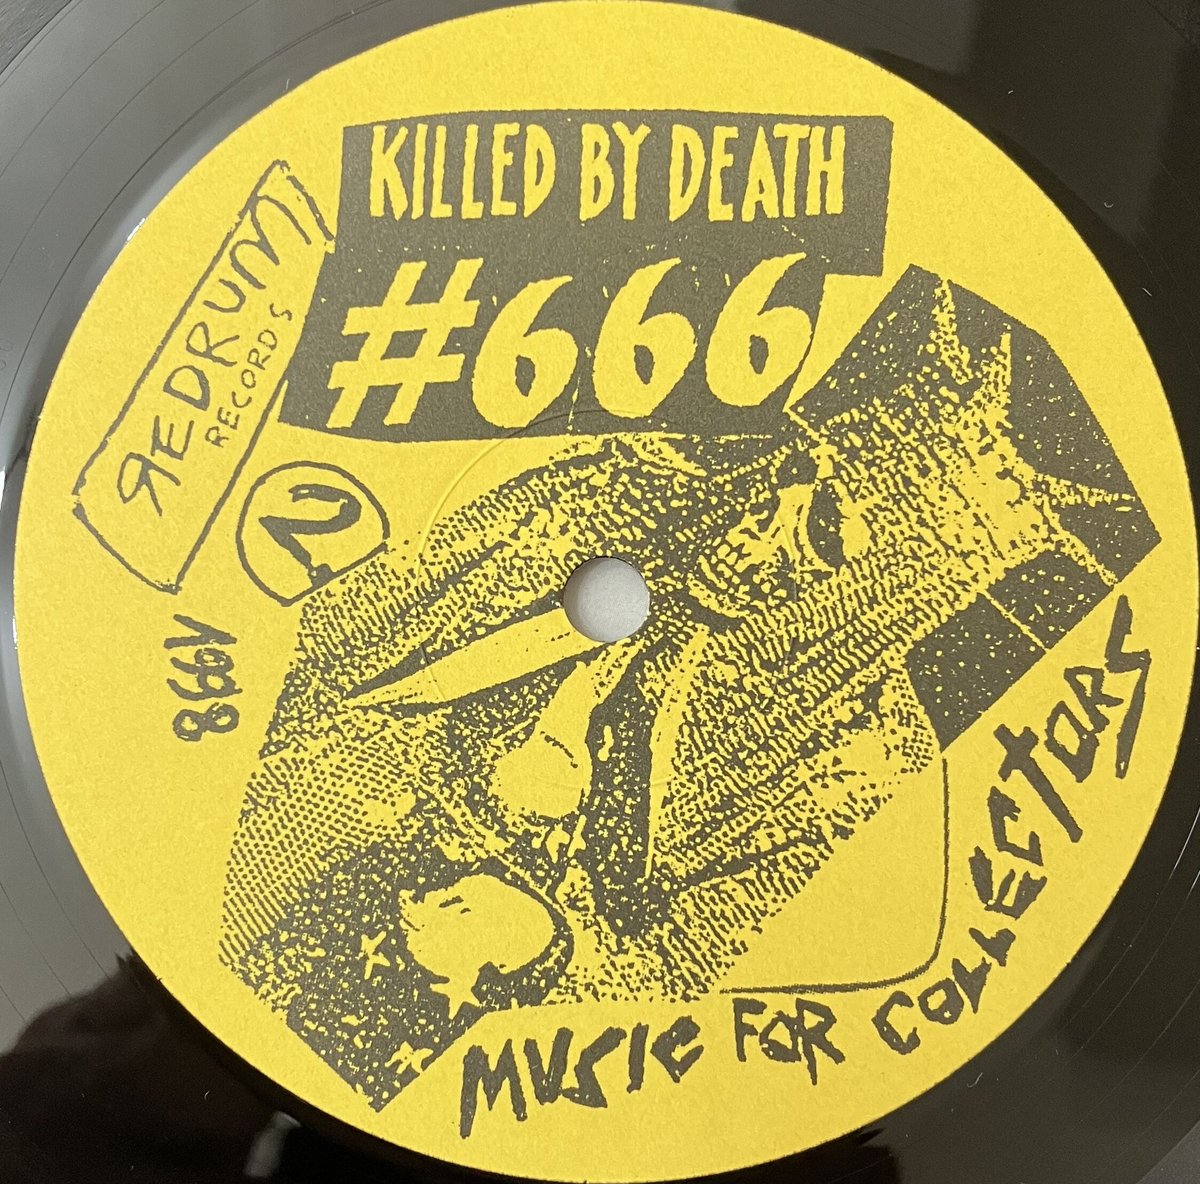 KILLED BY DEATH
#666
REDRUM
RECORDS
2
1998
MUSIC FOR COLLECTORS